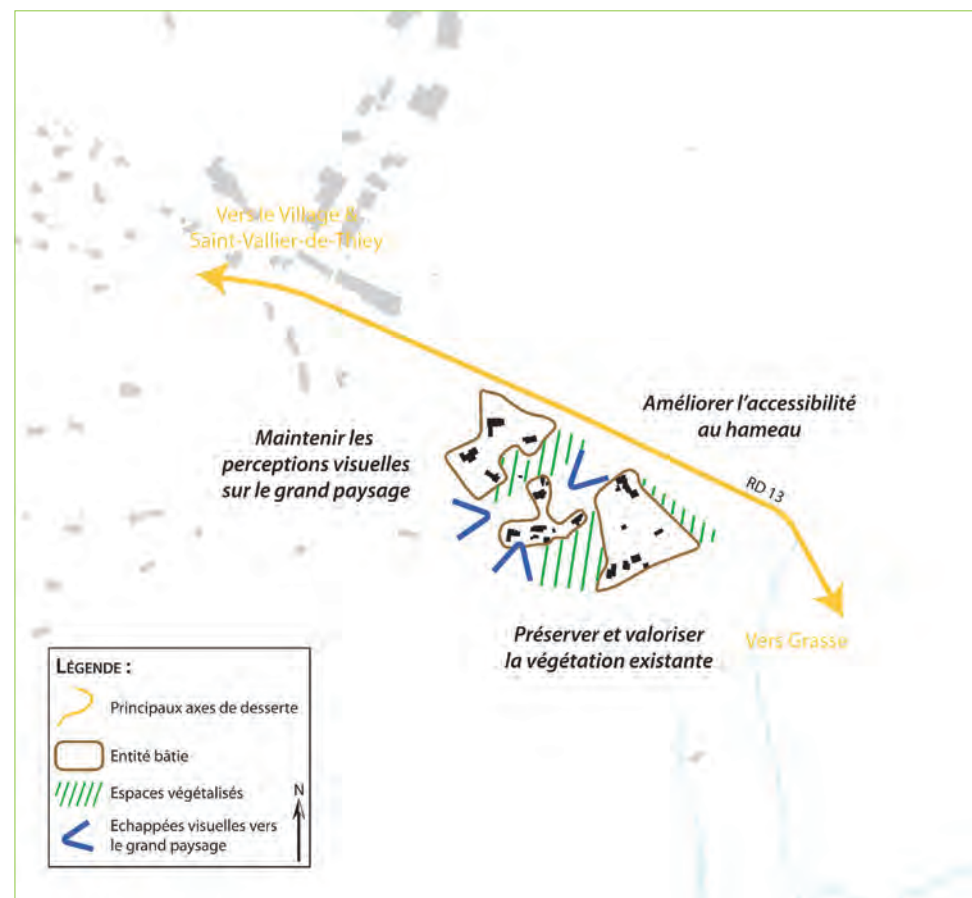 Vers le Village &
Saint-Vallier-de-Thiey
Améliorer l'accessibilité
au hameau
Maintenir les
perceptions visuelles
sur le grand paysage
RD 13
Préserver et valoriser
la végétation existante
Vers Grasse
LÉGENDE :
Principaux axes de desserte
Entité bâtie
Espaces végétalisés
N
Echappées visuelles vers
le grand paysage